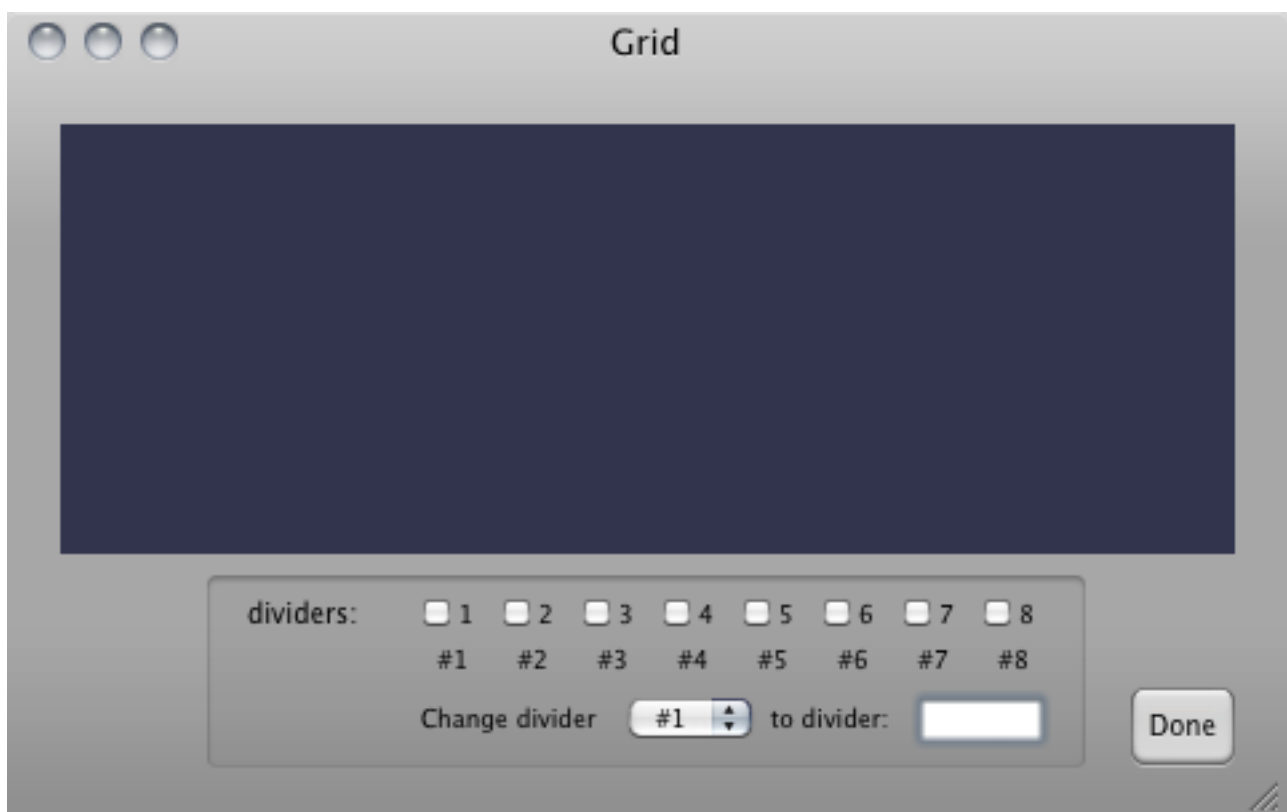 Grid
dividers: 1 2 3 4 5 6 7 8
#1 #2 #3 #4 #5 #6 #7 #8
Change divider #1 to divider:
Done